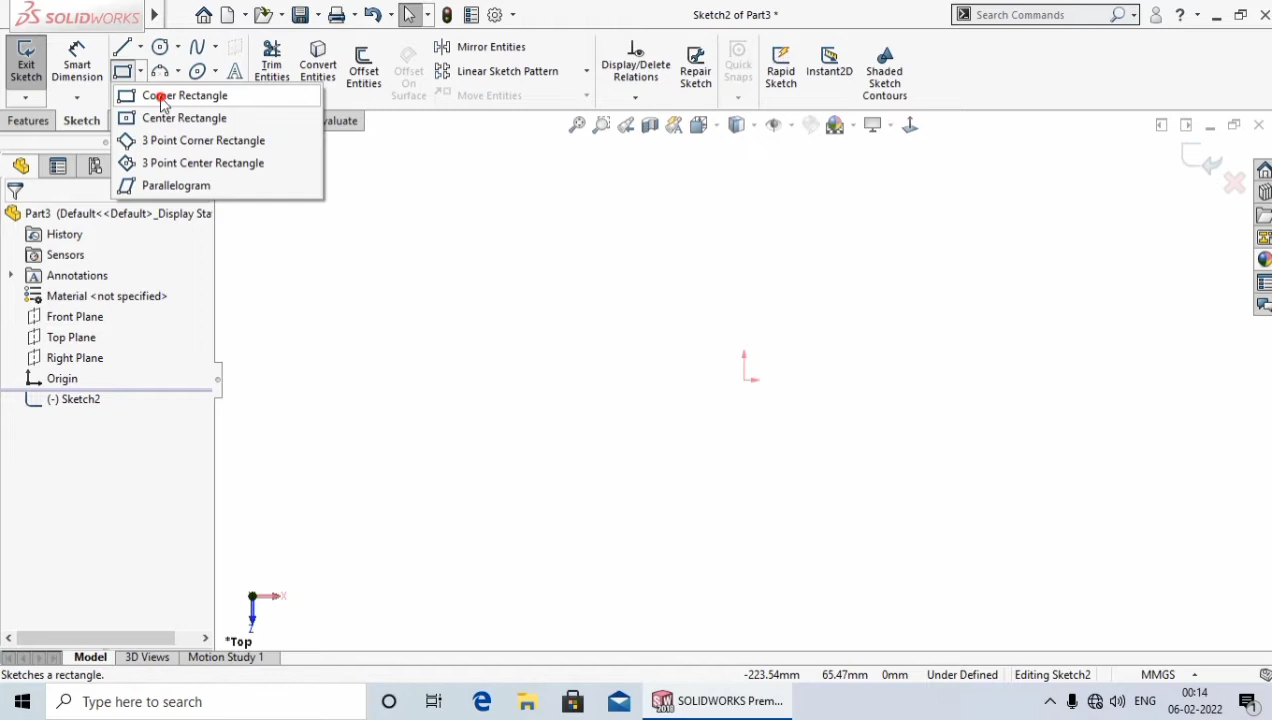 SOLIDWORKS
Sketch2 of Part3 *
Search Commands
Exit Sketch
Smart Dimension
Trim Entities
Convert Entities
Offset Entities
Offset On Surface
Mirror Entities
Linear Sketch Pattern
Move Entities
Display/Delete Relations
Repair Sketch
Quick Snaps
Rapid Sketch
Instant2D
Shaded Sketch Contours
Corner Rectangle
Center Rectangle
3 Point Corner Rectangle
3 Point Center Rectangle
Parallelogram
Features
Sketch
valuate
Part3 (Default<<Default>_Display Sta
History
Sensors
Annotations
Material <not specified>
Front Plane
Top Plane
Right Plane
Origin
(-) Sketch2
X
Z
*Top
Model
3D Views
Motion Study 1
Sketches a rectangle.
-223.54mm
65.47mm
0mm
Under Defined
Editing Sketch2
MMGS
Type here to search
SOLIDWORKS Prem...
ENG
00:14
06-02-2022